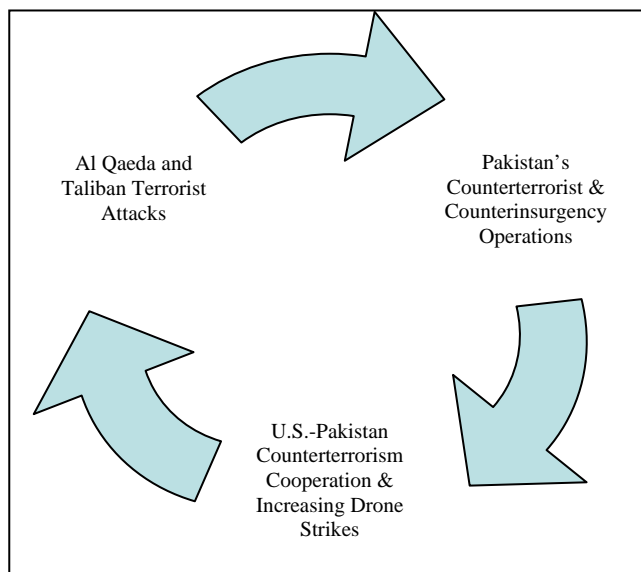 Al Qaeda and
Taliban Terrorist
Attacks
Pakistan's
Counterterrorist &
Counterinsurgency
Operations
U.S.-Pakistan
Counterterrorism
Cooperation &
Increasing Drone
Strikes